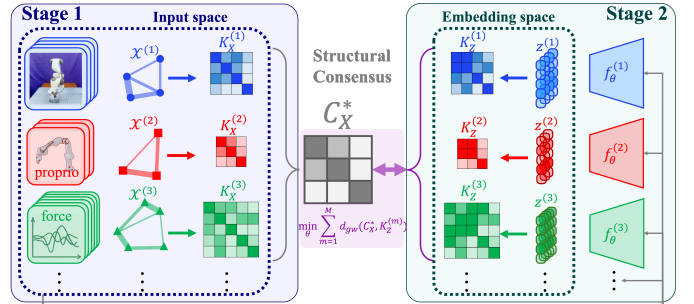 Stage 1
Input space
𝒳^(1)
K_X^(1)
𝒳^(2)
K_X^(2)
proprio
𝒳^(3)
K_X^(3)
force
⋮ ⋮ ⋮
Structural
Consensus
C_X^*
min_θ ∑_{m=1}^{M} d_{gw}(C_X^*, K_Z^{(m)})
Embedding space
Stage 2
K_Z^(1)
z^(1)
f_θ^(1)
K_Z^(2)
z^(2)
f_θ^(2)
K_Z^(3)
z^(3)
f_θ^(3)
⋮ ⋮ ⋮